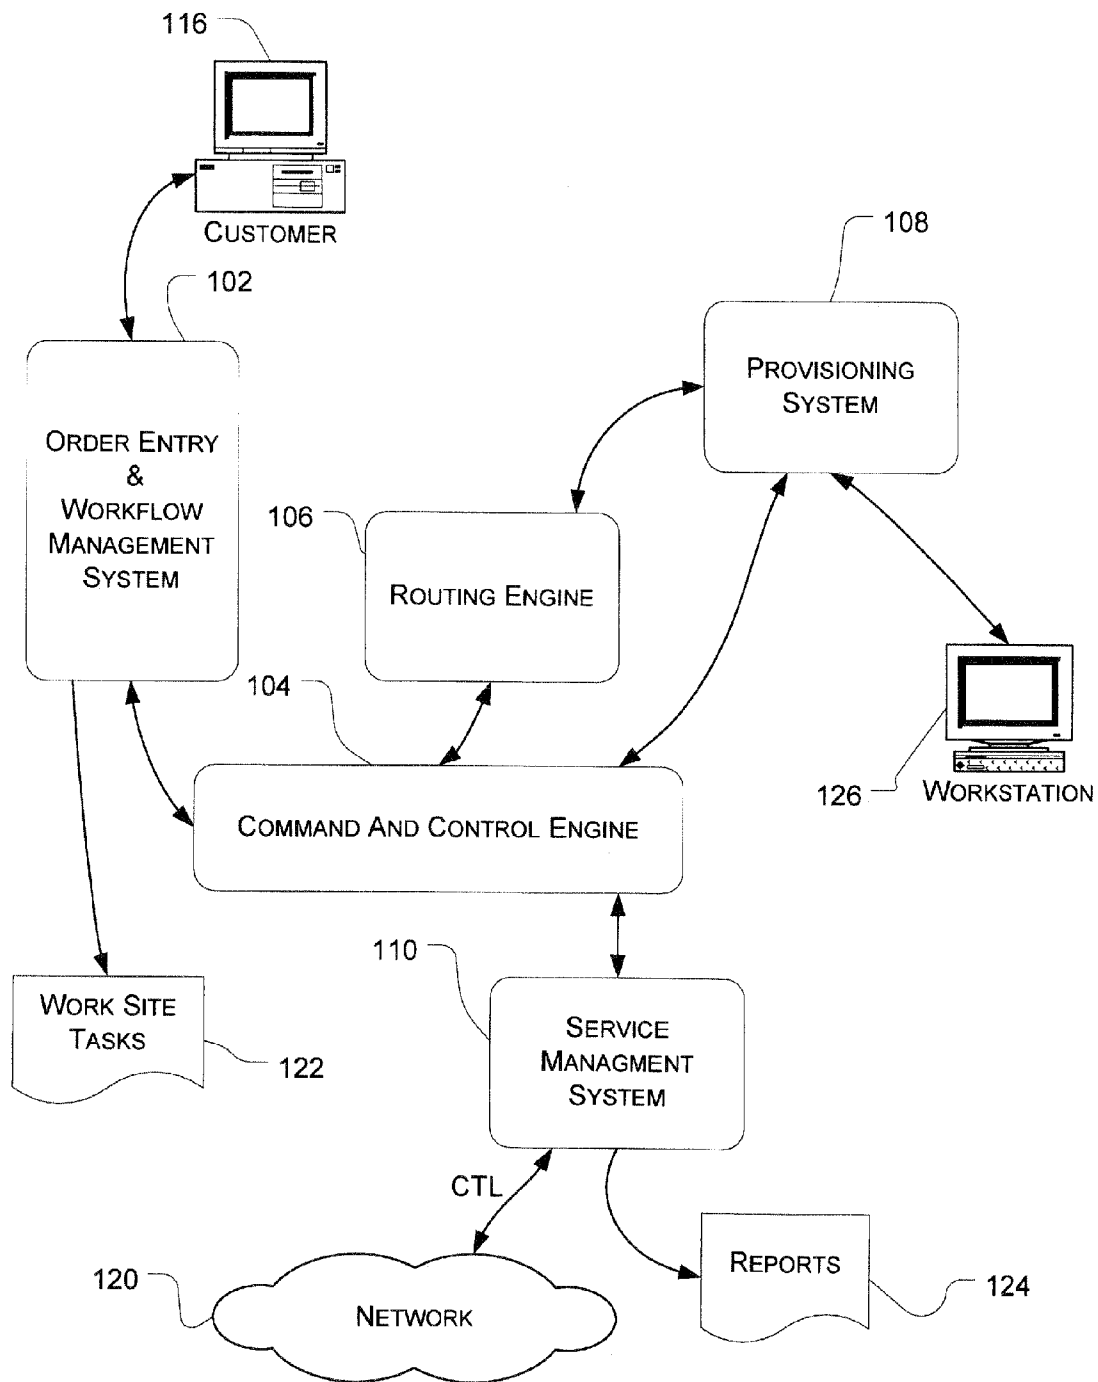 116
CUSTOMER
102
108
PROVISIONING
SYSTEM
ORDER ENTRY
&
WORKFLOW
MANAGEMENT
SYSTEM
106
ROUTING ENGINE
104
126
WORKSTATION
COMMAND AND CONTROL ENGINE
110
WORK SITE
TASKS
122
SERVICE
MANAGMENT
SYSTEM
CTL
120
NETWORK
REPORTS
124